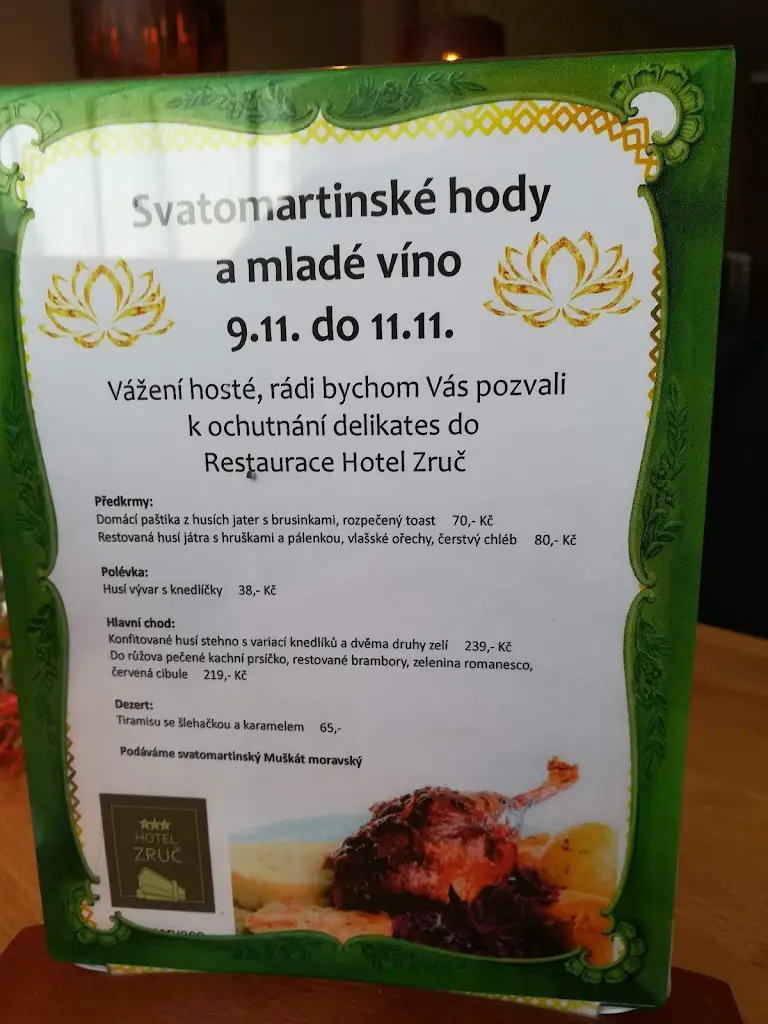 Svatomartinské hody
a mladé víno
9.11. do 11.11.
Vážení hosté, rádi bychom Vás pozvali
k ochutnání delikates do
Restaurace Hotel Zruč
Předkrmy:
Domácí paštika z husích jater s brusinkami, rozpečený toast 70,- Kč
Restovaná husí játra s hruškami a pálenkou, vlašské ořechy, čerstvý chléb 80,- Kč
Polévka:
Husí vývar s knedlíčky 38,- Kč
Hlavní chod:
Konfitované husí stehno s variací knedlíků a dvěma druhy zelí 239,- Kč
Do růžova pečené kachní prsíčko, restované brambory, zelenina romanesco,
červená cibule 219,- Kč
Dezert:
Tiramisu se šlehačkou a karamelem 65,-
Podáváme svatomartinský Muškát moravský
HOTEL
ZRUČ